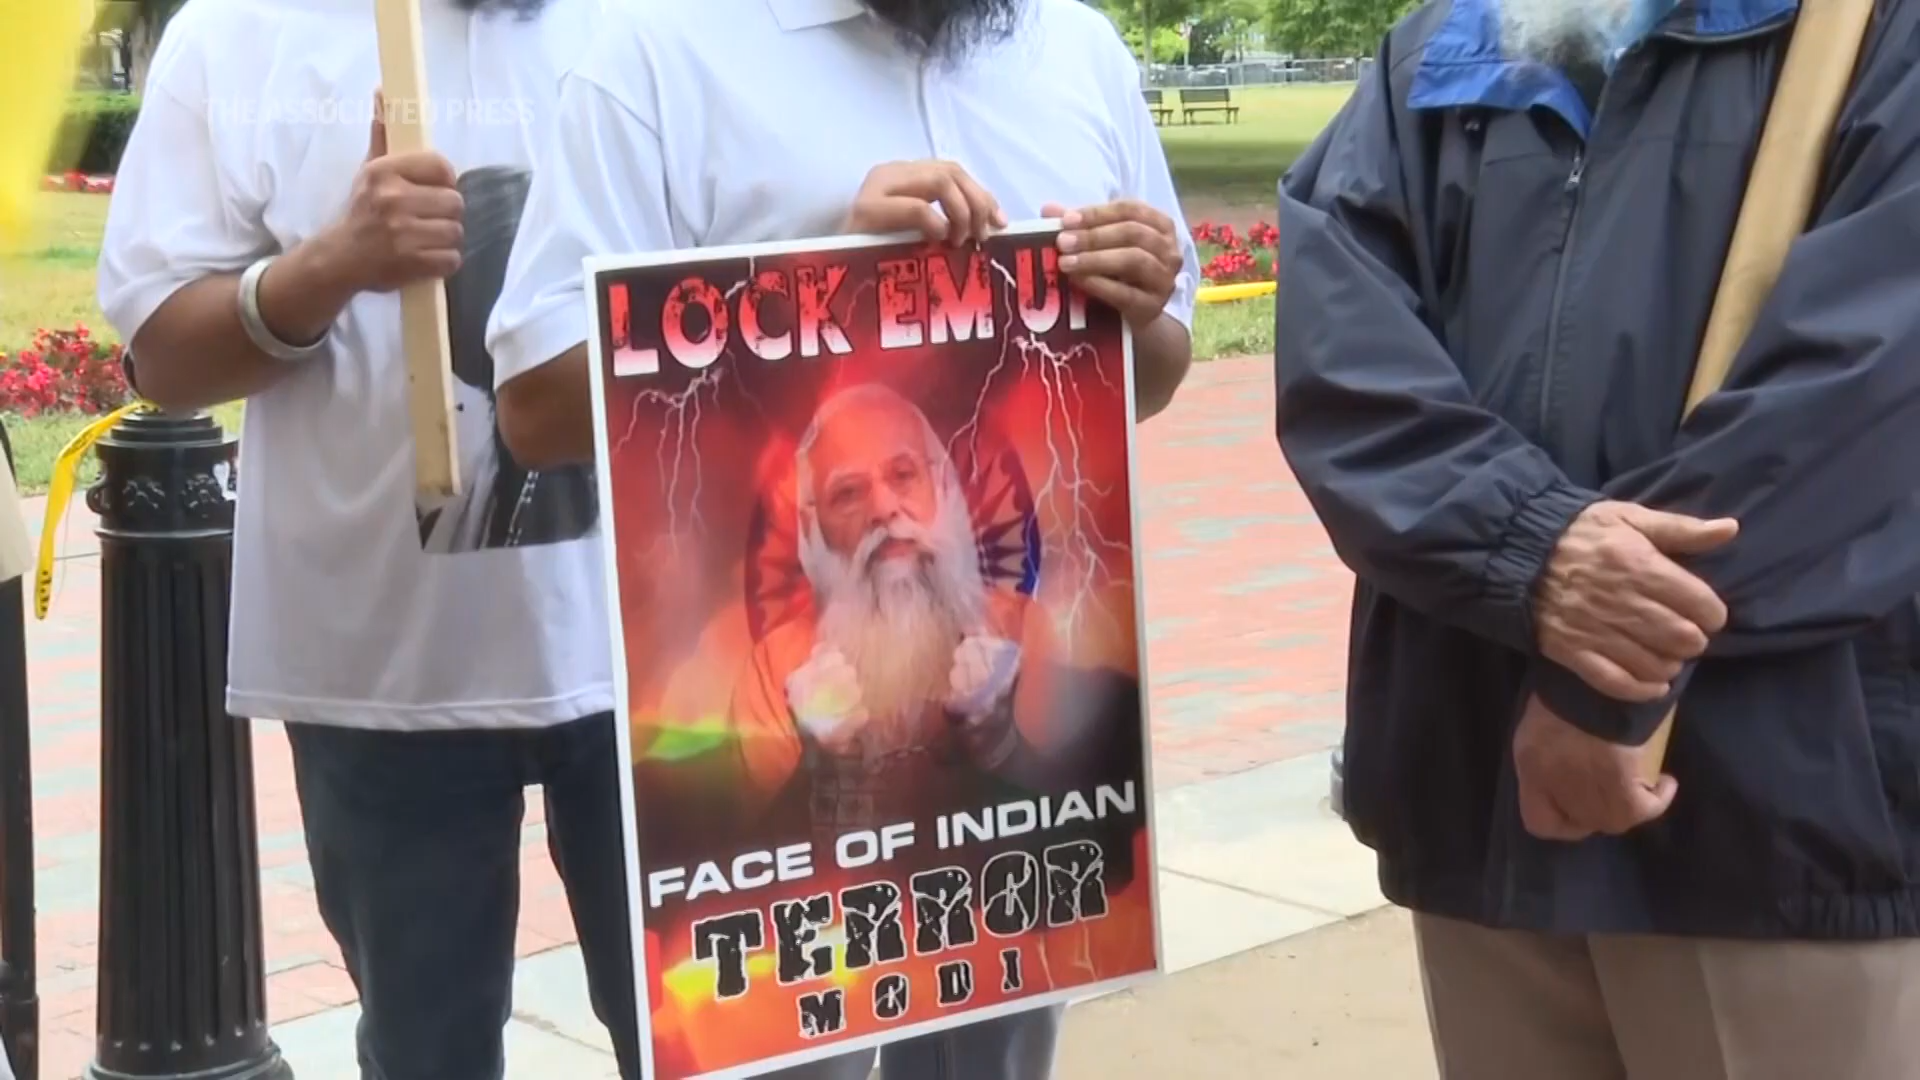 THE ASSOCIATED PRESS
LOCK EM UP
FACE OF INDIAN
TERROR
MODI